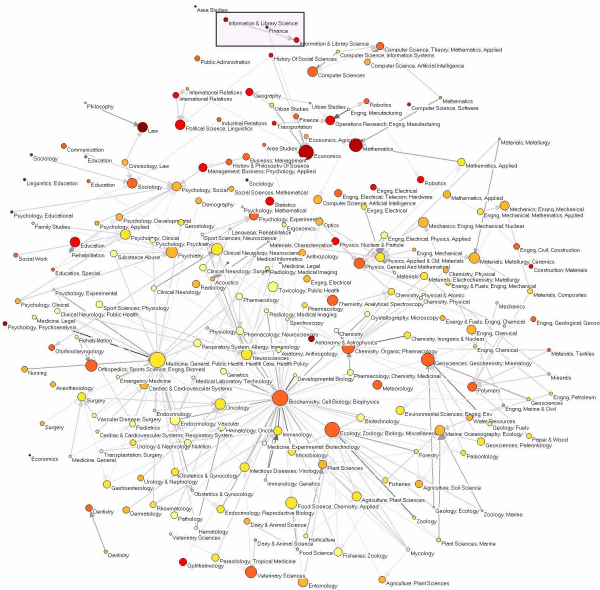 Area Studies
Information & Library Science
Finance
Information & Library Science
Computer Science, Theory; Mathematics, Applied
Computer Science, Information Systems
History Of Social Sciences
Public Administration
Computer Science, Artificial Intelligence
Computer Sciences
International Relations
International Relations
Geography
Mathematics
Philosophy
Urban Studies
Urban Studies
Robotics
Computer Science, Software
Engng, Manufacturing
Law
Political Science; Linguistics
Industrial Relations
Finance
Transportation
Operations Research; Engng, Manufacturing
Materials; Metallurgy
Communication
Area Studies
Economics
Mathematics
Sociology
Education
Criminology; Law
Business; Management
History & Philosophy Of Science
Management; Business; Psychology, Applied
Mathematics, Applied
Linguistics; Education
Education
Sociology
Sociology
Robotics
Psychology, Social
Social Sciences, Mathematical
Engng, Electrical
Engng, Electrical; Telecom; Hardware
Mathematics, Applied
Demography
Statistics
Computer Science, Artificial Intelligence
Engng, Electrical
Mechanics; Engng, Mechanical
Engng, Mechanical; Mathematics, Applied
Psychology, Educational
Psychology, Developmental
Psychology, Mathematical
Psychology, Experimental
Family Studies
Psychology, Applied
Gerontology
Ergonomics
Optics
Mechanics; Engng, Mechanical; Nuclear
Psychology, Clinical
Language; Rehabilitation
Engng, Electrical; Physics, Applied
Education
Psychology, Psychiatry
Sport Sciences; Neuroscience
Physics, Nuclear & Particle
Engng, Civil; Construction
Social Work
Rehabilitation
Substance Abuse
Psychiatry
Clinical Neurology; Neuroscience
Anthropology
Physics, Applied & CM; Materials
Materials; Metallurgy; Ceramics
Education, Special
Clinical Neurology, Surgery
Medicine, Legal
Radiology; Medical Imaging
Physics, General And Mathematical
Construction; Materials
Acoustics
Engng, Electrical
Chemistry, Physical
Materials; Electrochemistry; Metallurgy
Energy & Fuels; Engng, Mechanical
Psychology, Experimental
Clinical Neurology
Toxicology; Public Health
Chemistry, Physical & Atomic
Materials, Composites
Psychology, Clinical
Sports Sciences; Physiology
Pharmacology
Chemistry, Analytical; Spectroscopy
Pharmacology
Mechanics
Medicine, Legal
Clinical Neurology; Public Health
Radiology; Medical Imaging
Crystallography; Microscopy
Energy & Fuels; Engng, Chemical
Psychology, Psychoanalysis
Spectroscopy
Engng, Chemical
Engng, Geological; Geosci
Physiology
Pharmacology; Neurosciences
Chemistry
Astronomy & Astrophysics
Chemistry, Inorganic & Nuclear
Rehabilitation
Respiratory System; Allergy; Immunology
Engng, Chemical
Otorhinolaryngology
Neurosciences
Anatomy; Anthropology
Chemistry, Organic; Pharmacology
Materials, Textiles
Medicine, General; Public Health; Health Care; Health Policy
Geosciences; Geochemistry; Mineralogy
Nursing
Orthopedics; Sports Science; Engng, Biomed
Genetics
Developmental Biology
Pharmacology; Chemistry, Medicinal
Minerals
Emergency Medicine
Medical Laboratory Technology
Meteorology
Polymers
Engng, Petroleum
Anesthesiology
Cardiac & Cardiovascular Systems
Geosciences
Surgery
Biochemistry; Cell Biology; Biophysics
Engng, Marine & Civil
Oncology
Endocrinology
Environmental Sciences; Engng, Env
Vascular Disease; Surgery
Endocrinology; Vascular
Biotechnology
Water Resources
Geology; Fuels
Surgery
Pediatrics
Hematology; Oncology
Immunology
Ecology; Zoology; Biology, Miscellaneous
Marine; Oceanography; Ecology
Paper & Wood
Cardiac & Cardiovascular Systems; Respiratory System
Geosciences; Paleontology
Urology & Nephrology; Nutrition
Medicine, Experimental; Biotechnology
Economics
Medicine, General
Transplantation; Surgery
Microbiology
Forestry
Paleontology
Obstetrics & Gynecology
Infectious Diseases; Virology
Plant Sciences
Gastroenterology
Urology & Nephrology
Immunology; Genetics
Fisheries
Agriculture; Soil Science
Obstetrics & Gynecology
Agriculture; Plant Sciences
Dentistry
Dermatology
Rheumatology
Endocrinology; Reproductive Biology
Food Science; Chemistry, Applied
Geology; Ecology
Zoology; Marine
Pathology
Dairy & Animal Science
Zoology
Hematology
Veterinary Sciences
Horticulture
Plant Sciences; Marine
Dairy & Animal Science
Dentistry
Food Science
Fisheries; Zoology
Mycology
Ophthalmology
Parasitology; Tropical Medicine
Veterinary Sciences
Entomology
Agriculture; Plant Sciences